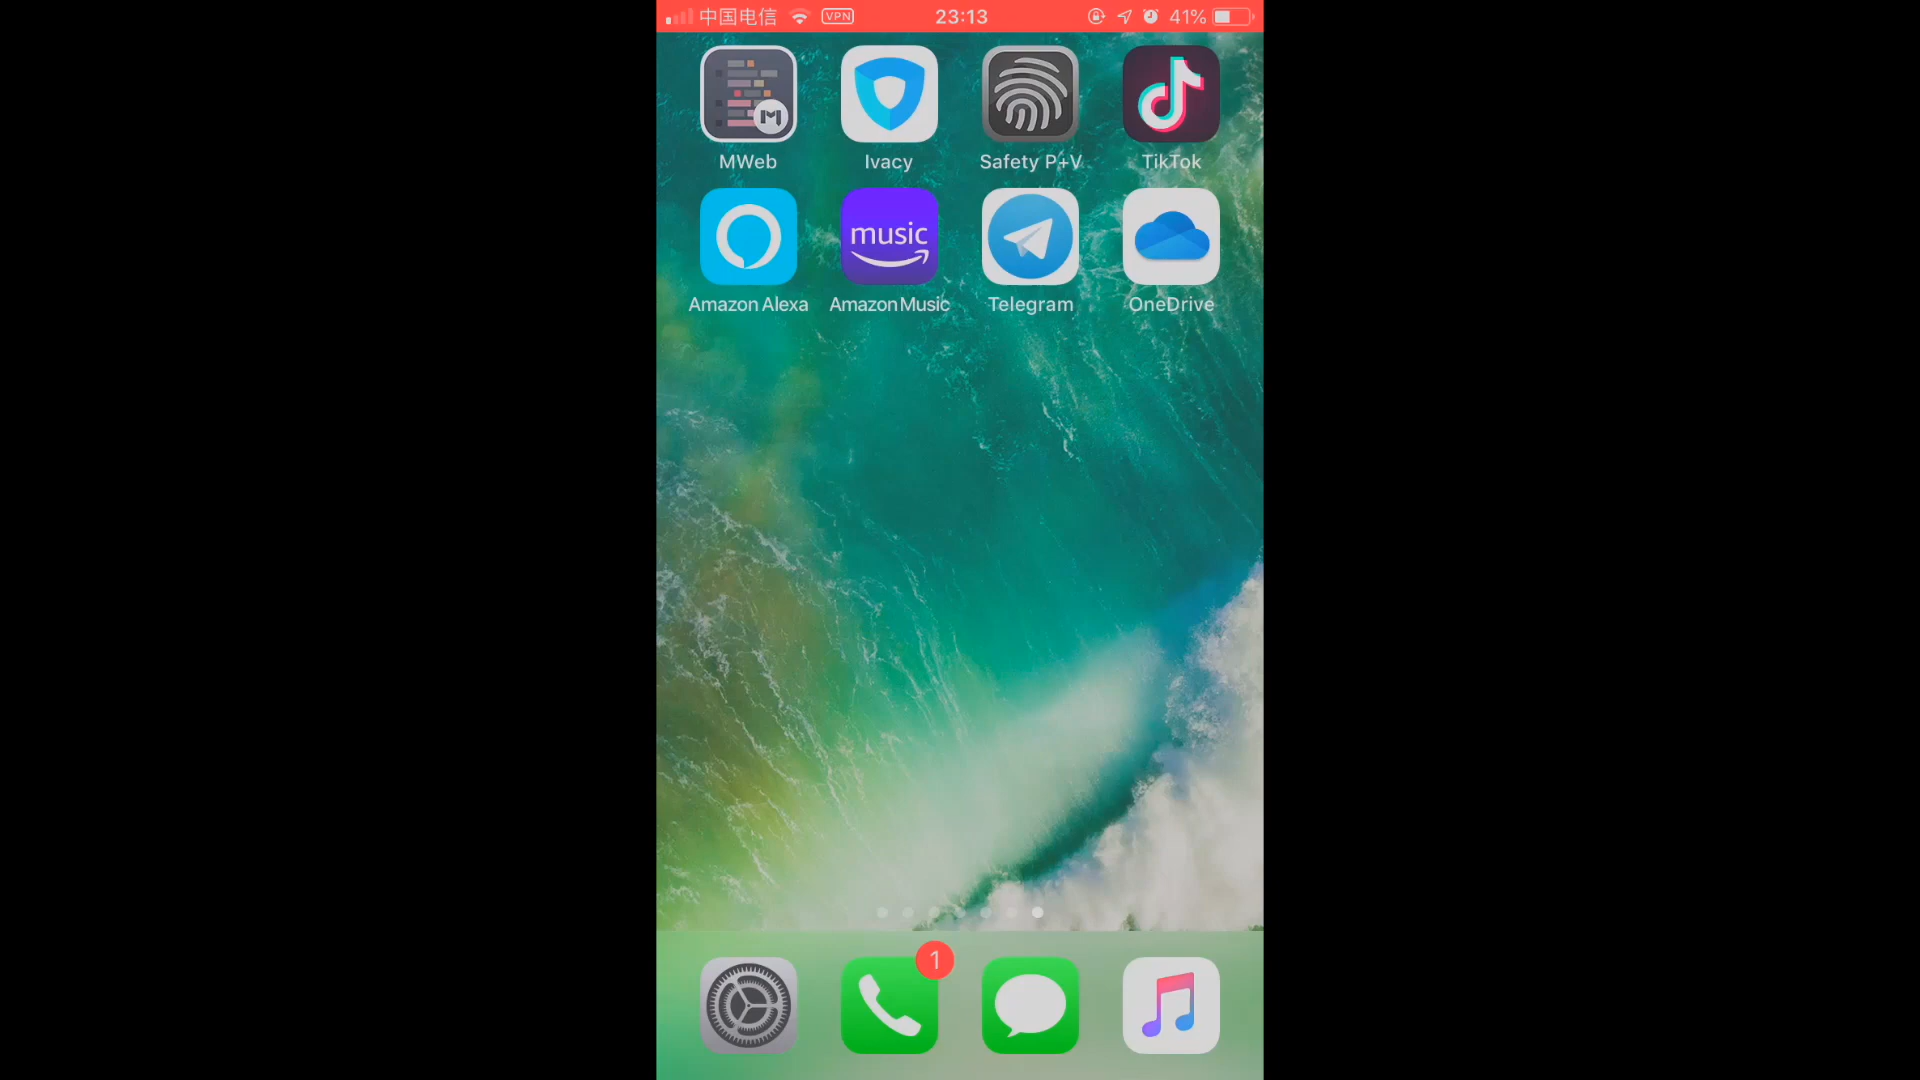 中国电信 VPN 23:13 41%
MWeb Ivacy Safety P+V TikTok
music
Amazon Alexa Amazon Music Telegram OneDrive
1